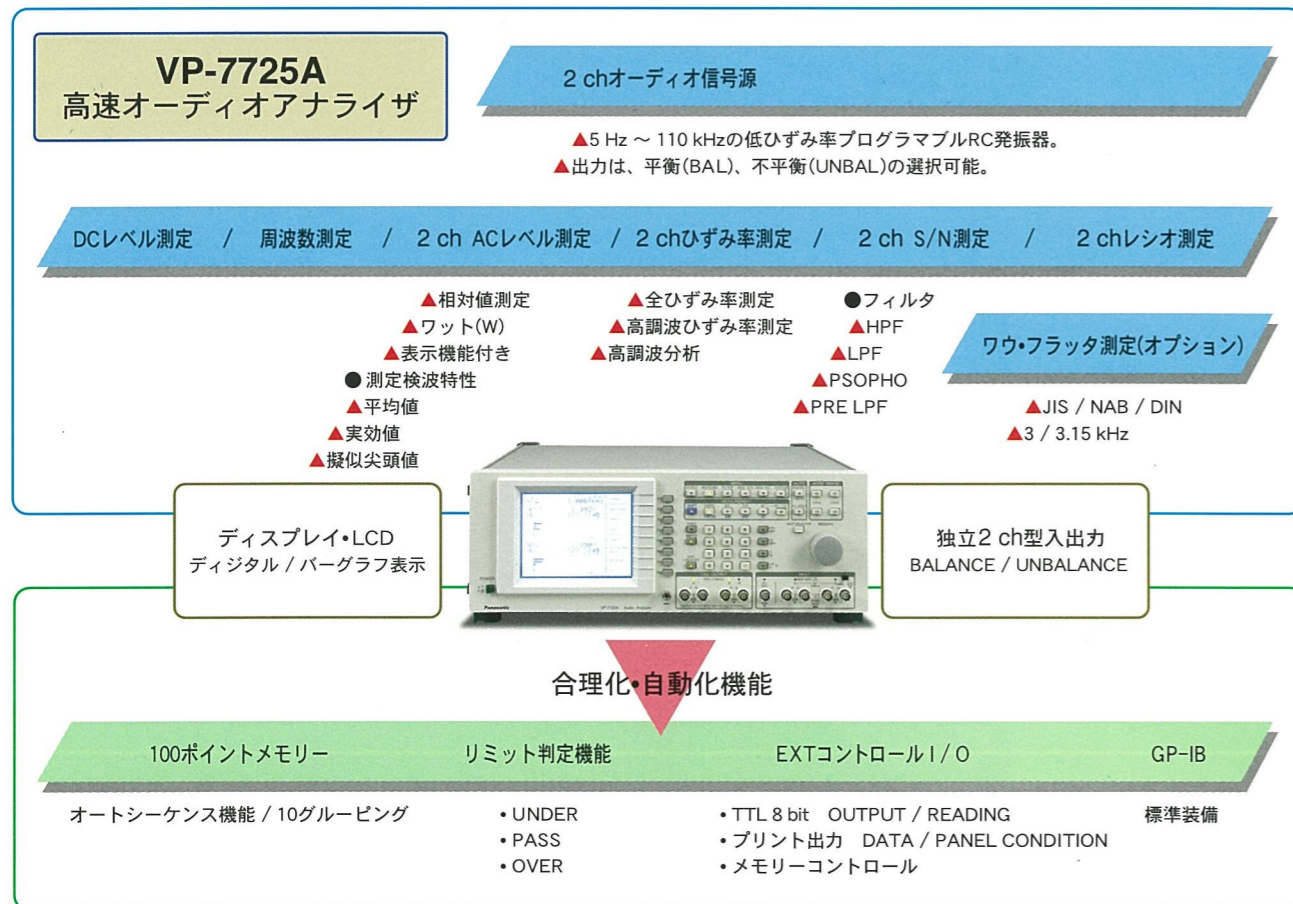 VP-7725A
高速オーディオアナライザ
2 chオーディオ信号源
▲5 Hz ～ 110 kHzの低ひずみ率プログラマブルRC発振器。
▲出力は、平衡(BAL)、不平衡(UNBAL)の選択可能。
DCレベル測定 / 周波数測定 / 2 ch ACレベル測定 / 2 chひずみ率測定 / 2 ch S/N測定 / 2 chレシオ測定
▲相対値測定
▲ワット(W)
▲表示機能付き
●測定検波特性
▲平均値
▲実効値
▲擬似尖頭値
▲全ひずみ率測定
▲高調波ひずみ率測定
▲高調波分析
●フィルタ
▲HPF
▲LPF
▲PSOPHO
▲PRE LPF
ワウ•フラッタ測定(オプション)
▲JIS / NAB / DIN
▲3 / 3.15 kHz
ディスプレイ•LCD
ディジタル / バーグラフ表示
POWER
Panasonic
VP-7725A Audio Analyzer
独立2 ch型入出力
BALANCE / UNBALANCE
合理化•自動化機能
100ポイントメモリー リミット判定機能 EXTコントロールI / O GP-IB
オートシーケンス機能 / 10グルーピング
• UNDER
• PASS
• OVER
• TTL 8 bit OUTPUT / READING
• プリント出力 DATA / PANEL CONDITION
• メモリーコントロール
標準装備